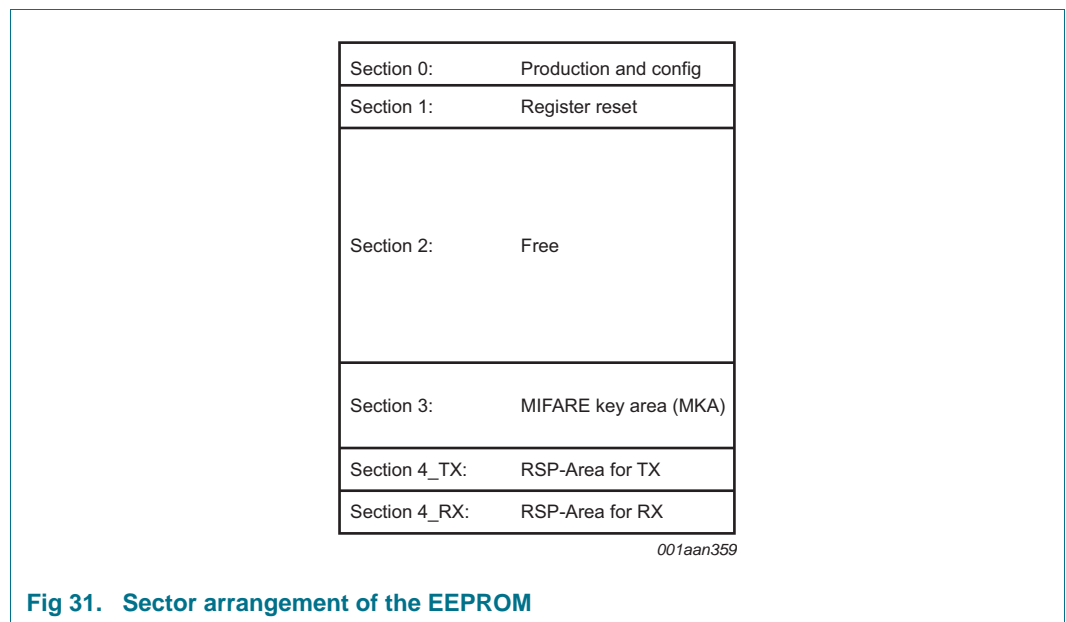 Section 0: Production and config
Section 1: Register reset
Section 2: Free
Section 3: MIFARE key area (MKA)
Section 4_TX: RSP-Area for TX
Section 4_RX: RSP-Area for RX
001aan359
Fig 31. Sector arrangement of the EEPROM